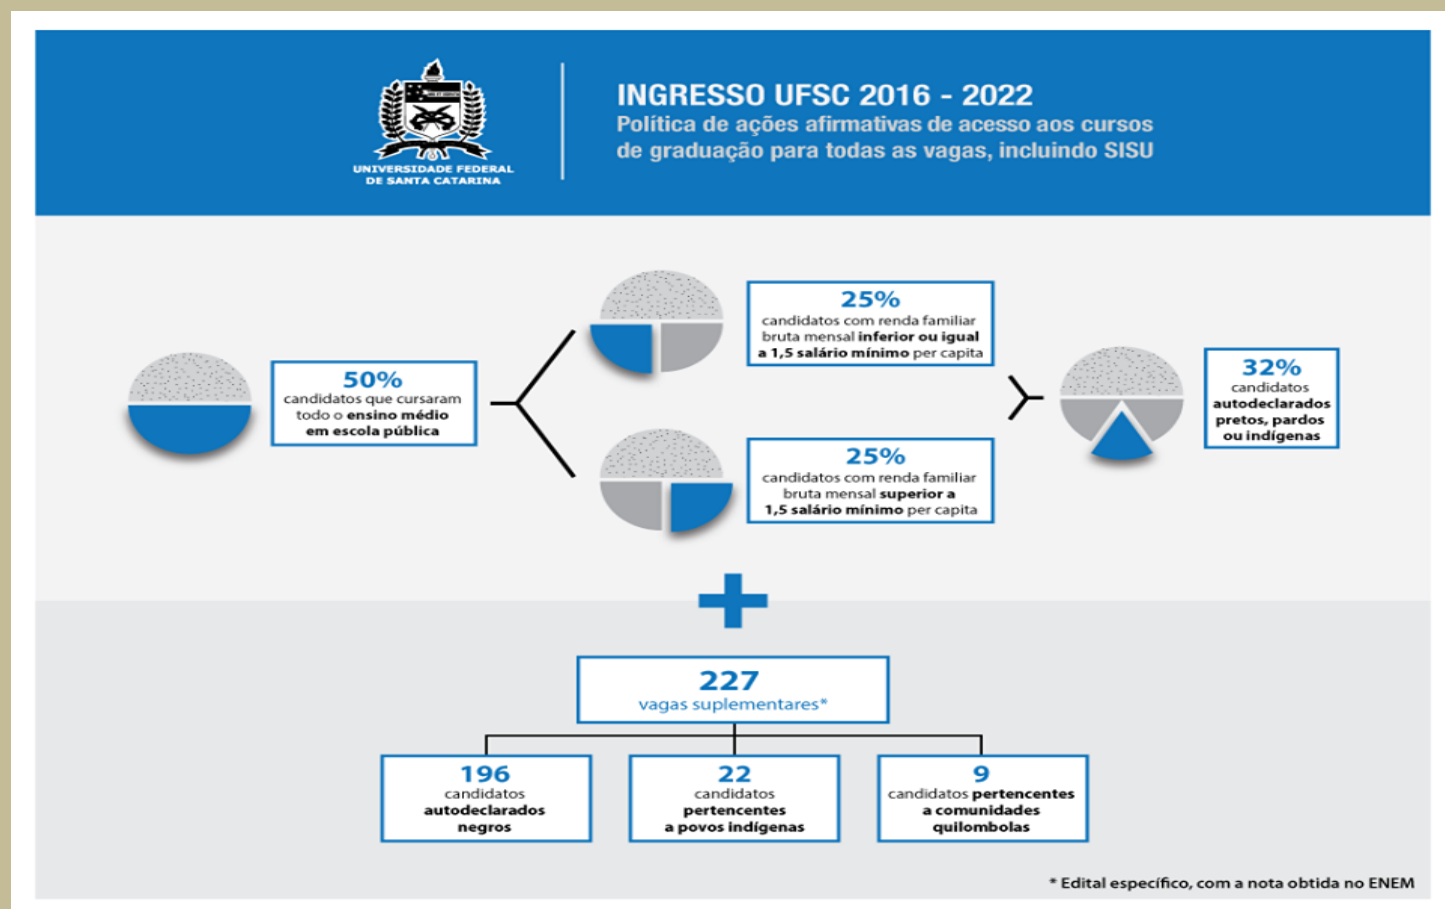 UNIVERSIDADE FEDERAL
DE SANTA CATARINA
INGRESSO UFSC 2016 - 2022
Política de ações afirmativas de acesso aos cursos
de graduação para todas as vagas, incluindo SISU
50%
candidatos que cursaram
todo o ensino médio
em escola pública
25%
candidatos com renda familiar
bruta mensal inferior ou igual
a 1,5 salário mínimo per capita
25%
candidatos com renda familiar
bruta mensal superior a
1,5 salário mínimo per capita
32%
candidatos
autodeclarados
pretos, pardos
ou indígenas
227
vagas suplementares*
196
candidatos
autodeclarados
negros
22
candidatos
pertencentes
a povos indígenas
9
candidatos pertencentes
a comunidades
quilombolas
* Edital específico, com a nota obtida no ENEM